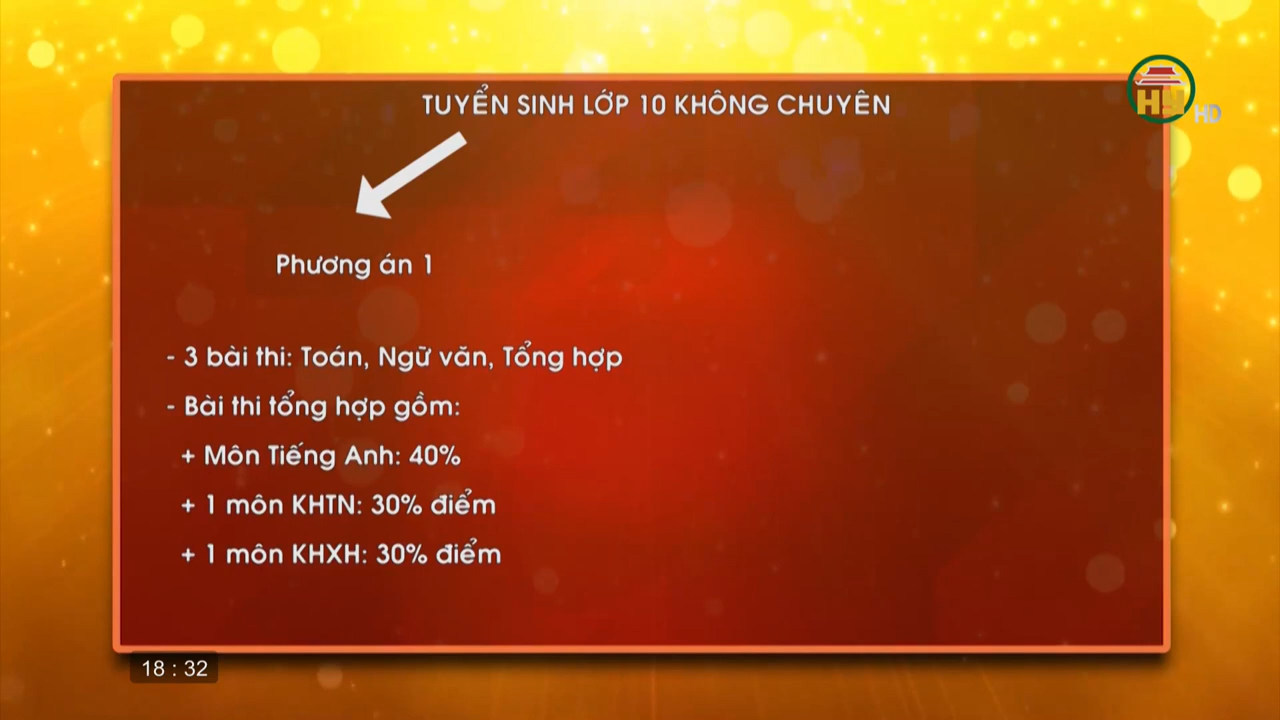 TUYỂN SINH LỚP 10 KHÔNG CHUYÊN
HY HD
Phương án 1
- 3 bài thi: Toán, Ngữ văn, Tổng hợp
- Bài thi tổng hợp gồm:
+ Môn Tiếng Anh: 40%
+ 1 môn KHTN: 30% điểm
+ 1 môn KHXH: 30% điểm
18 : 32